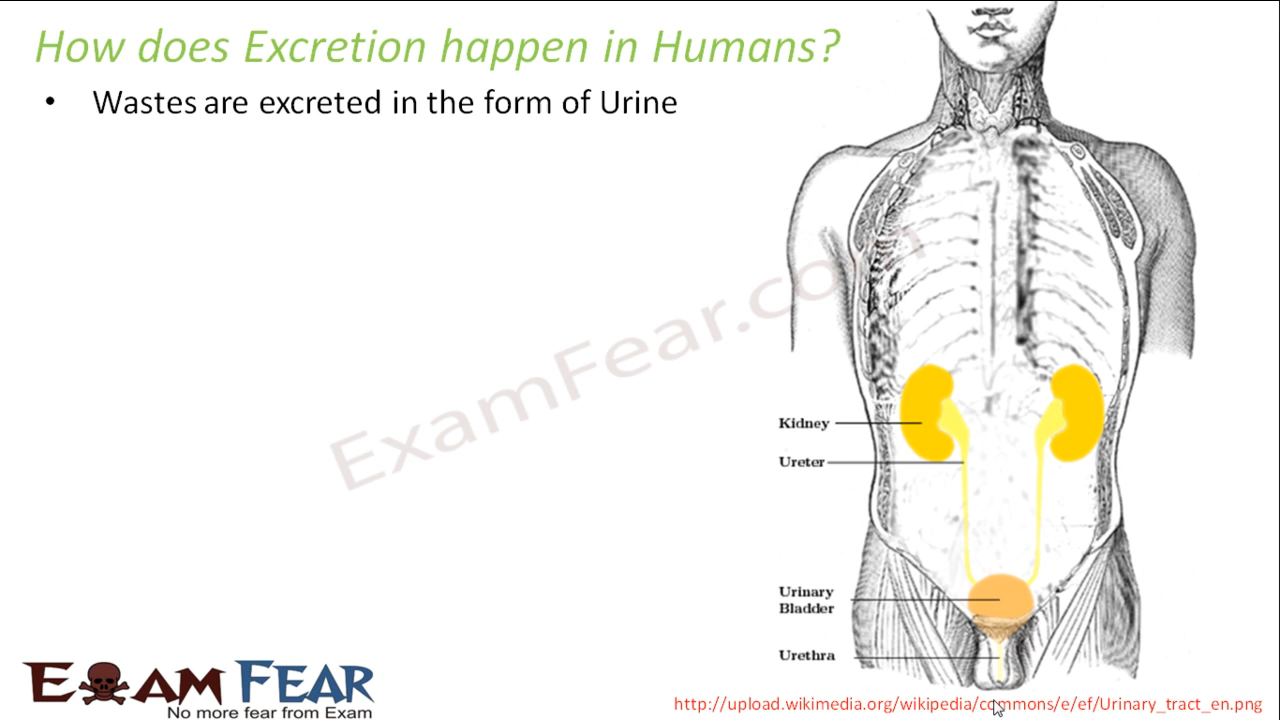 How does Excretion happen in Humans?
• Wastes are excreted in the form of Urine
ExamFear.com
Kidney
Ureter
Urinary
Bladder
Urethra
EXAM FEAR
No more fear from Exam
http://upload.wikimedia.org/wikipedia/commons/e/ef/Urinary_tract_en.png